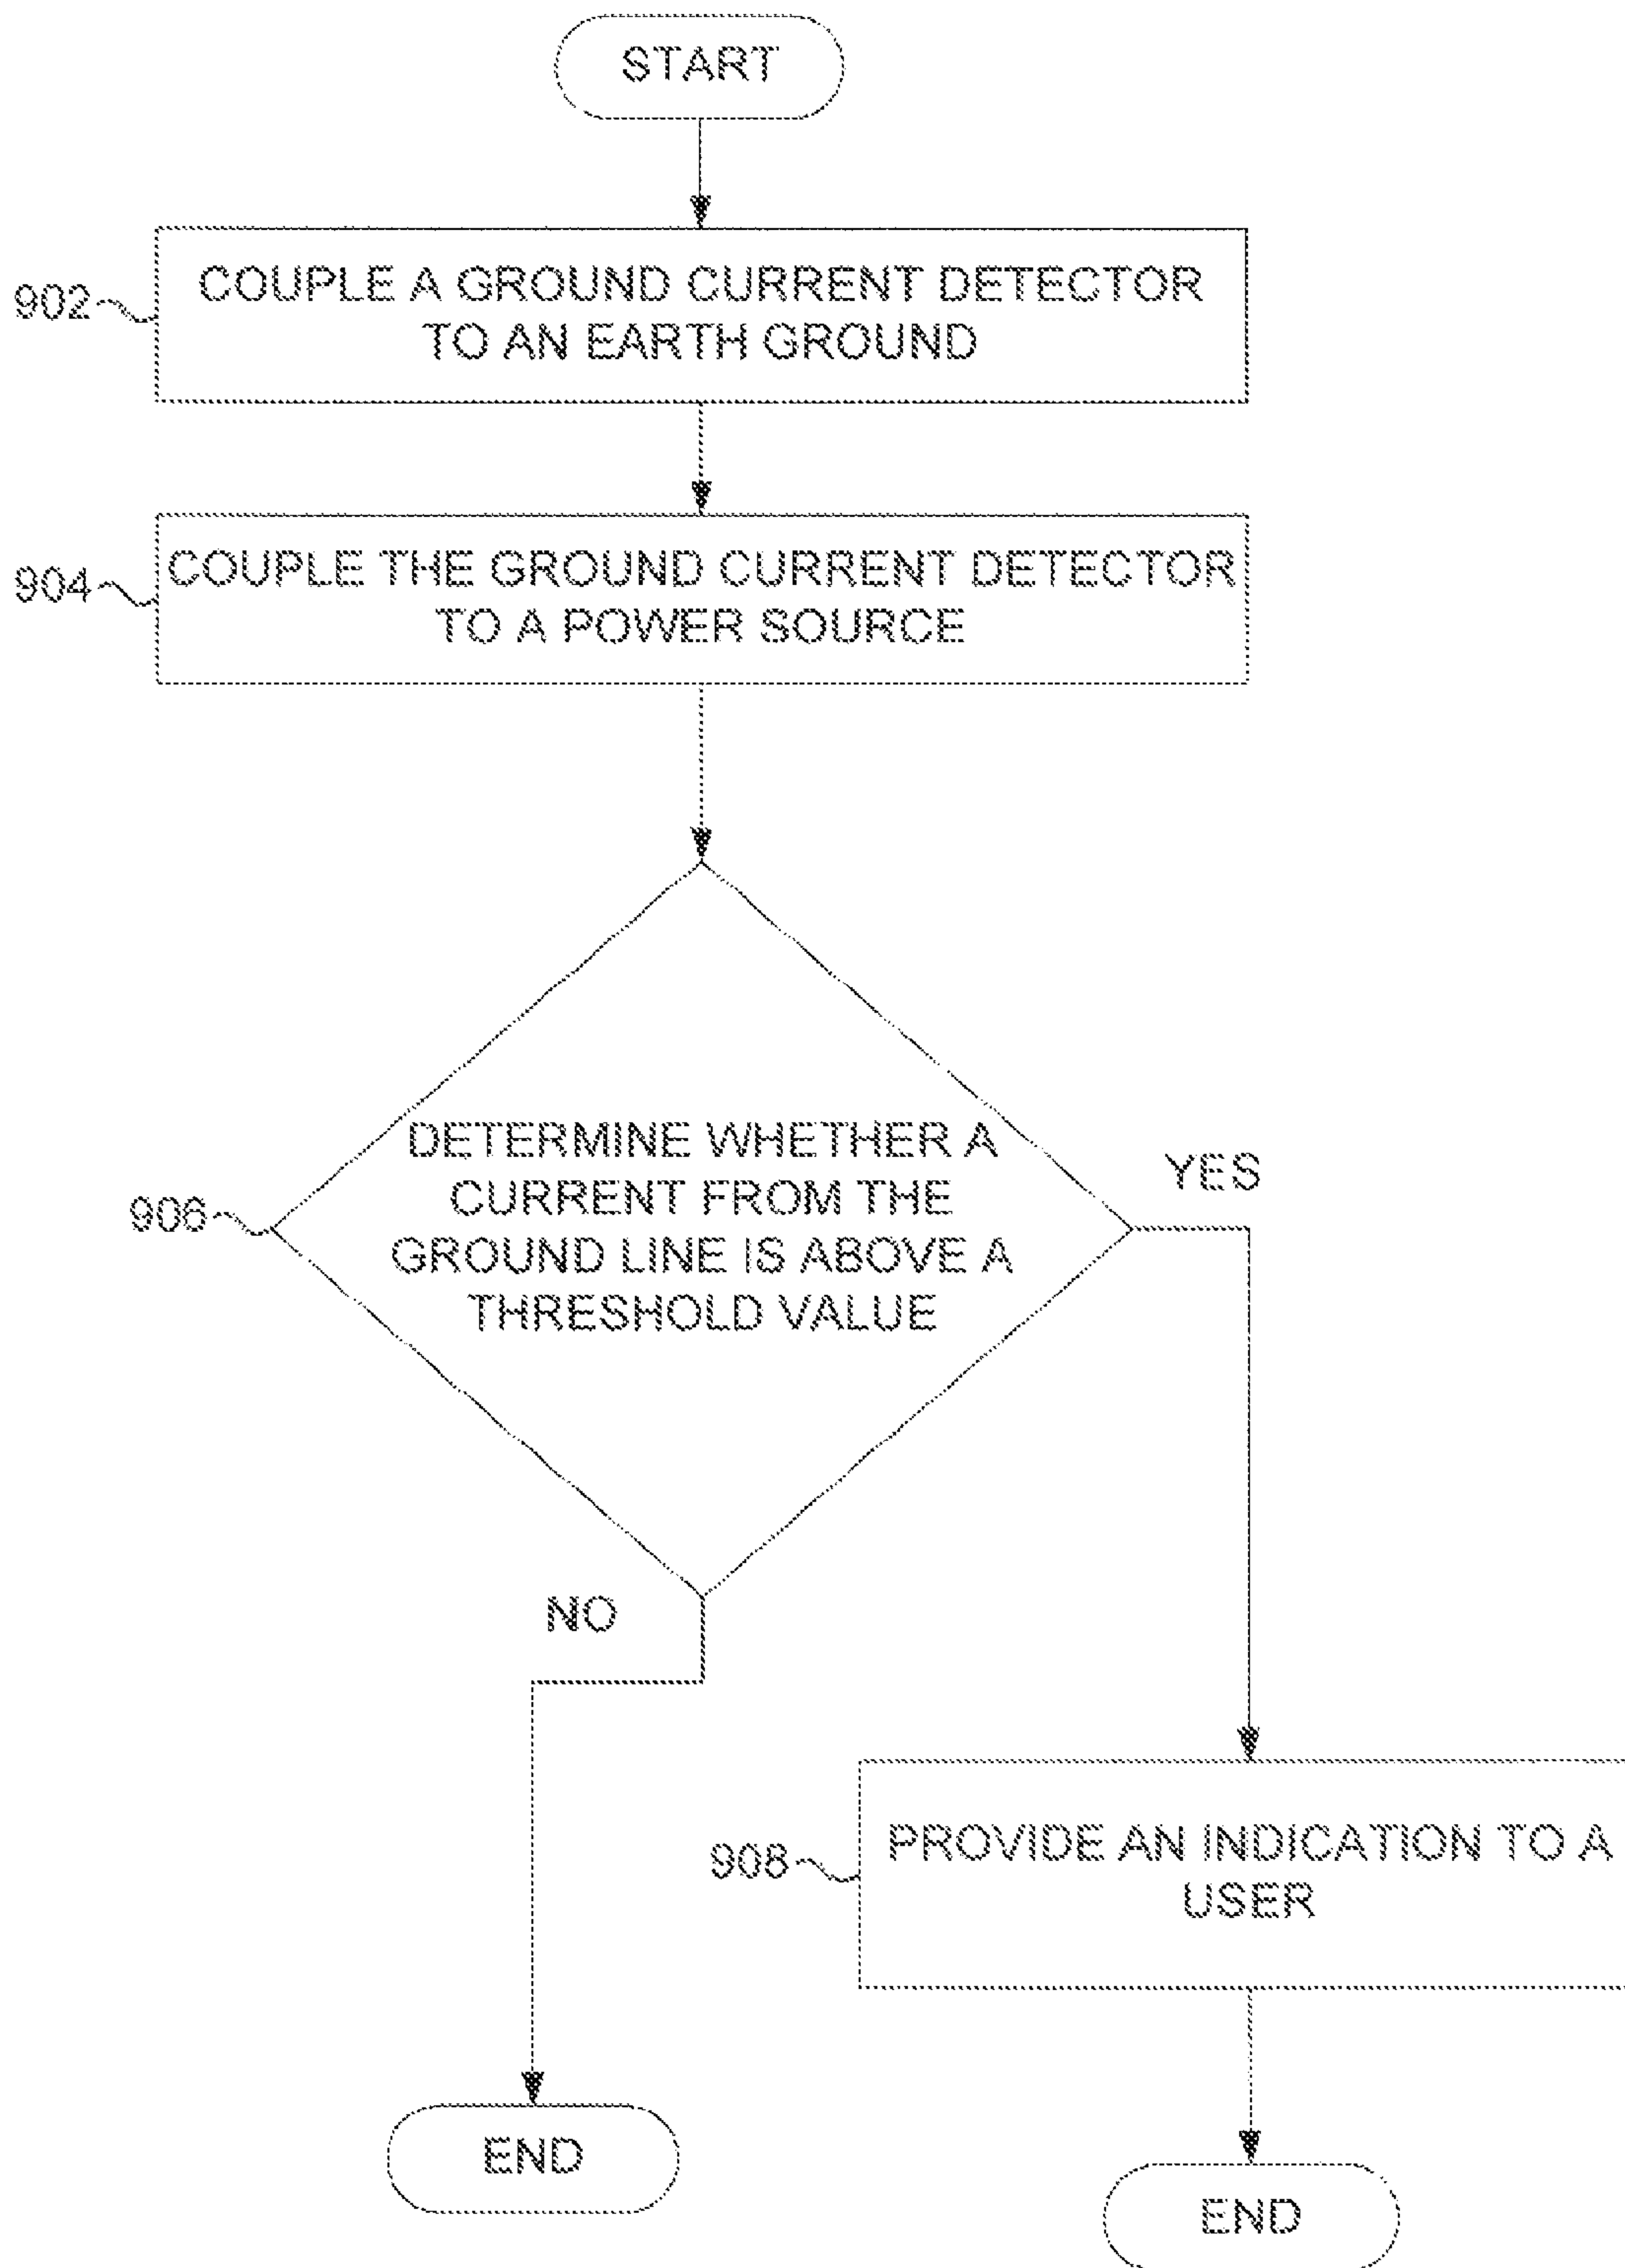 START
902
COUPLE A GROUND CURRENT DETECTOR
TO AN EARTH GROUND
904
COUPLE THE GROUND CURRENT DETECTOR
TO A POWER SOURCE
906
DETERMINE WHETHER A
CURRENT FROM THE
GROUND LINE IS ABOVE A
THRESHOLD VALUE
YES
NO
908
PROVIDE AN INDICATION TO A
USER
END
END